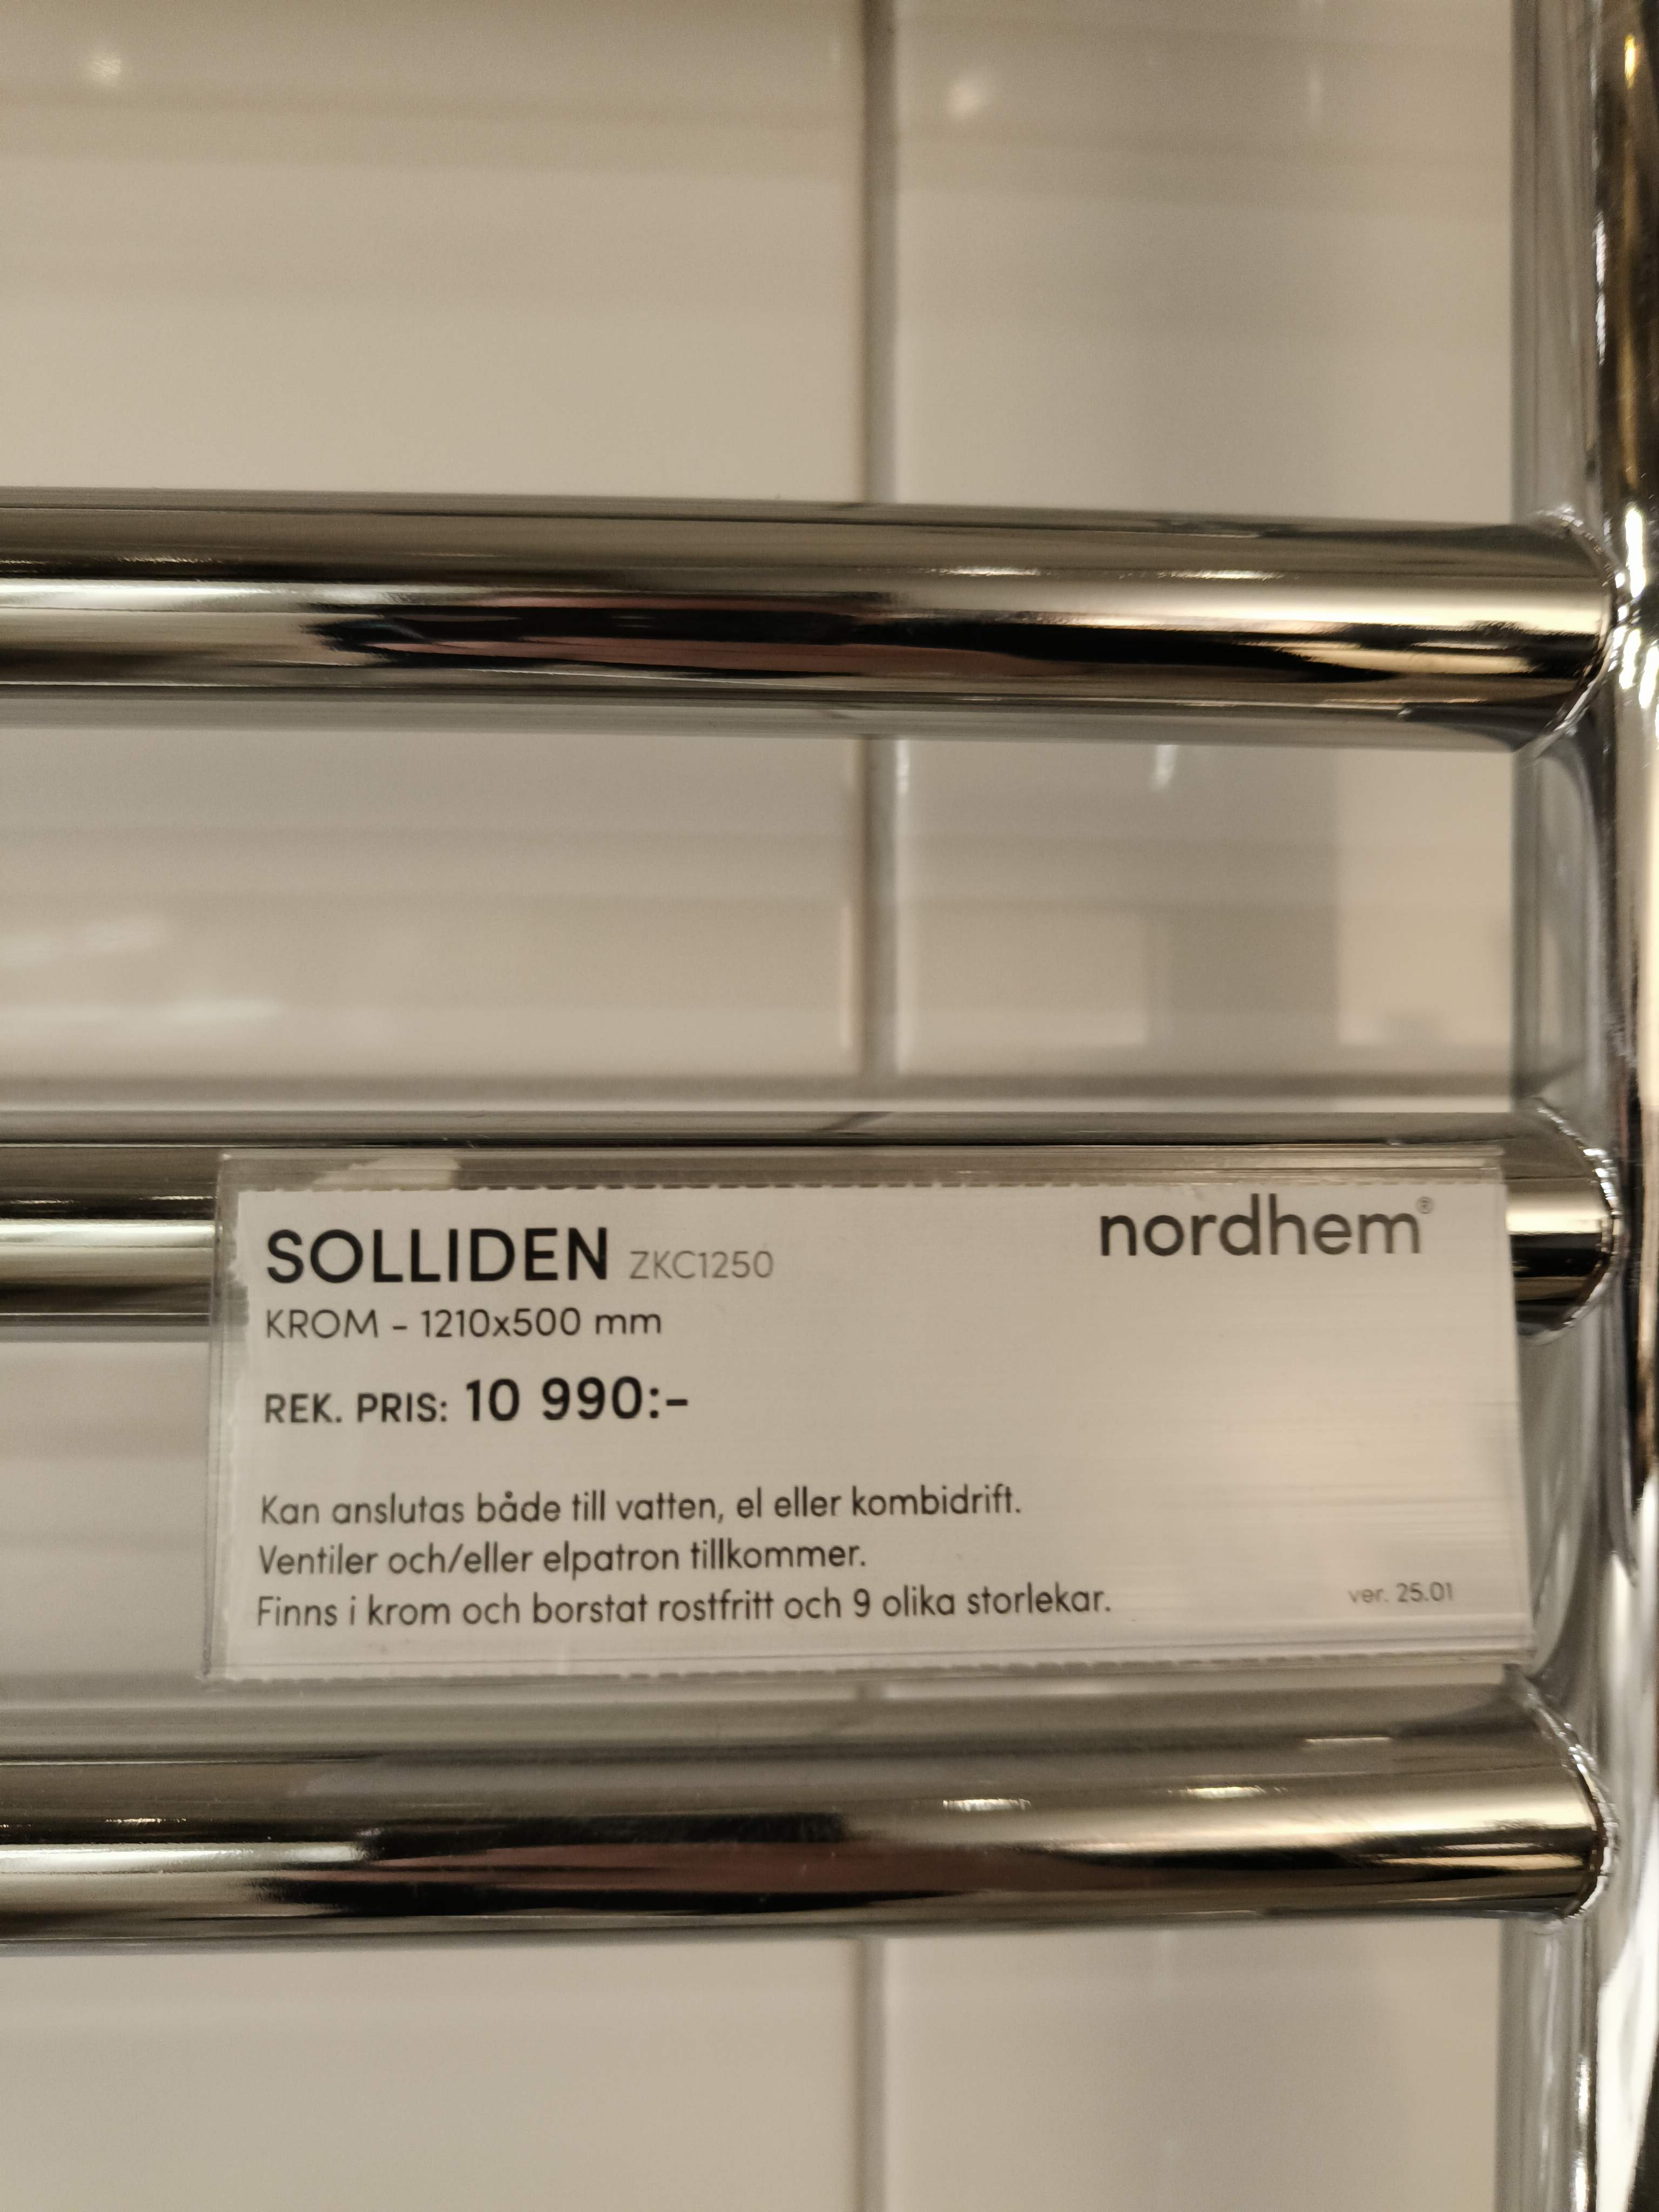 SOLLIDEN ZKC1250
nordhem®
KROM - 1210x500 mm
REK. PRIS: 10 990:-
Kan anslutas både till vatten, el eller kombidrift.
Ventiler och/eller elpatron tillkommer.
Finns i krom och borstat rostfritt och 9 olika storlekar.
ver. 25.01